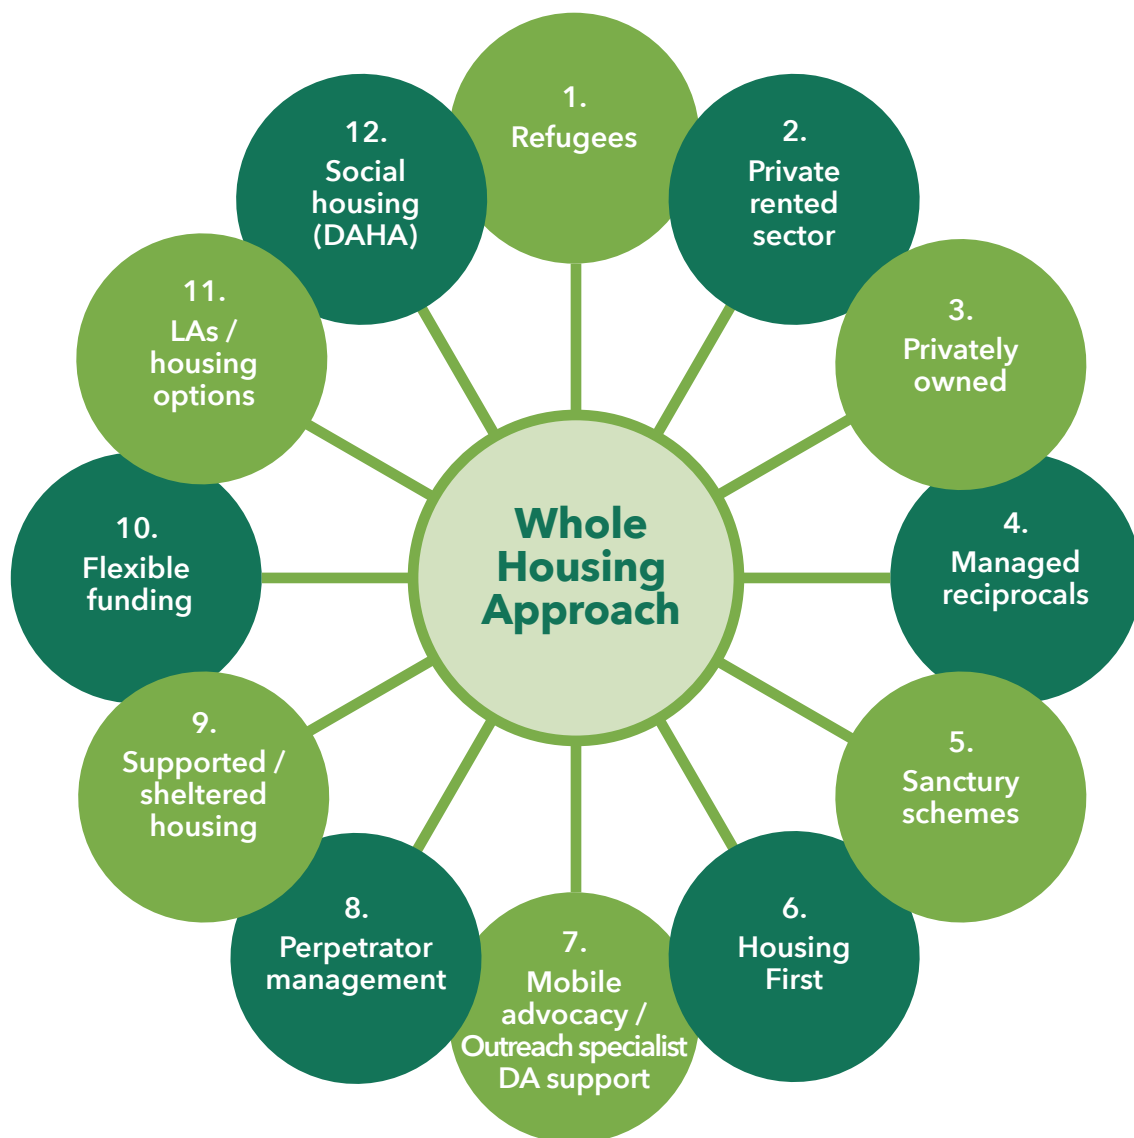 Whole
Housing
Approach
1.
Refugees
2.
Private
rented
sector
3.
Privately
owned
4.
Managed
reciprocals
5.
Sanctury
schemes
6.
Housing
First
7.
Mobile
advocacy /
Outreach specialist
DA support
8.
Perpetrator
management
9.
Supported /
sheltered
housing
10.
Flexible
funding
11.
LAs /
housing
options
12.
Social
housing
(DAHA)